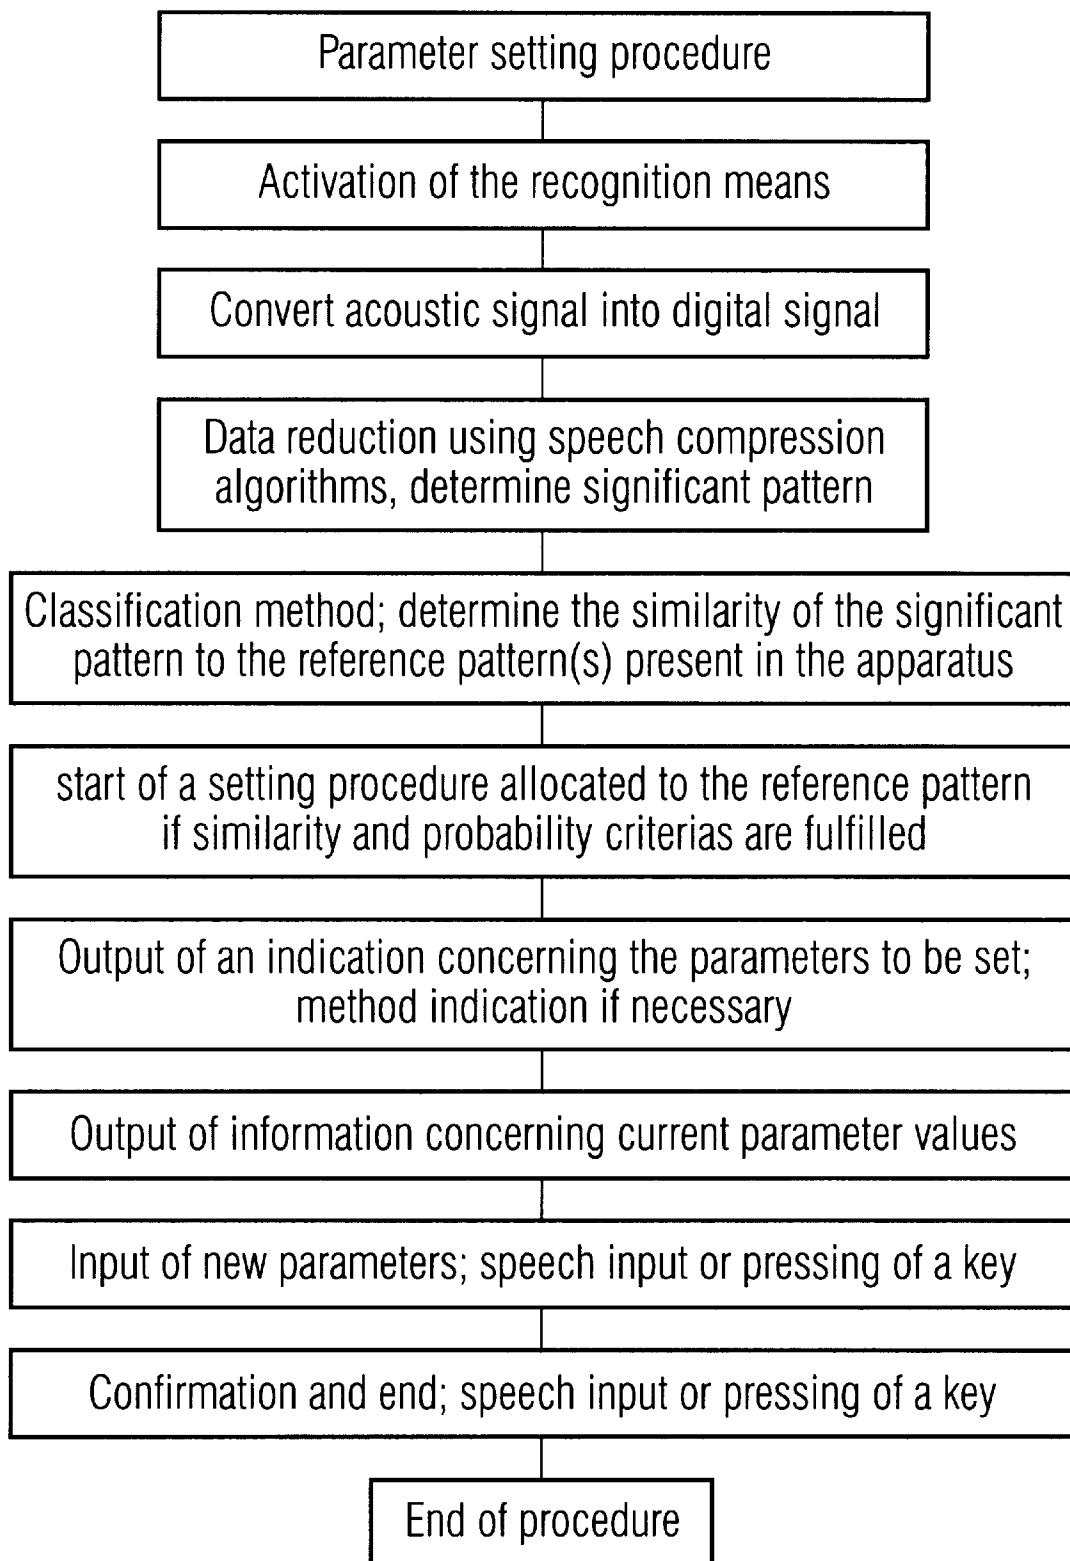 Parameter setting procedure
Activation of the recognition means
Convert acoustic signal into digital signal
Data reduction using speech compression
algorithms, determine significant pattern
Classification method; determine the similarity of the significant
pattern to the reference pattern(s) present in the apparatus
start of a setting procedure allocated to the reference pattern
if similarity and probability criterias are fulfilled
Output of an indication concerning the parameters to be set;
method indication if necessary
Output of information concerning current parameter values
Input of new parameters; speech input or pressing of a key
Confirmation and end; speech input or pressing of a key
End of procedure